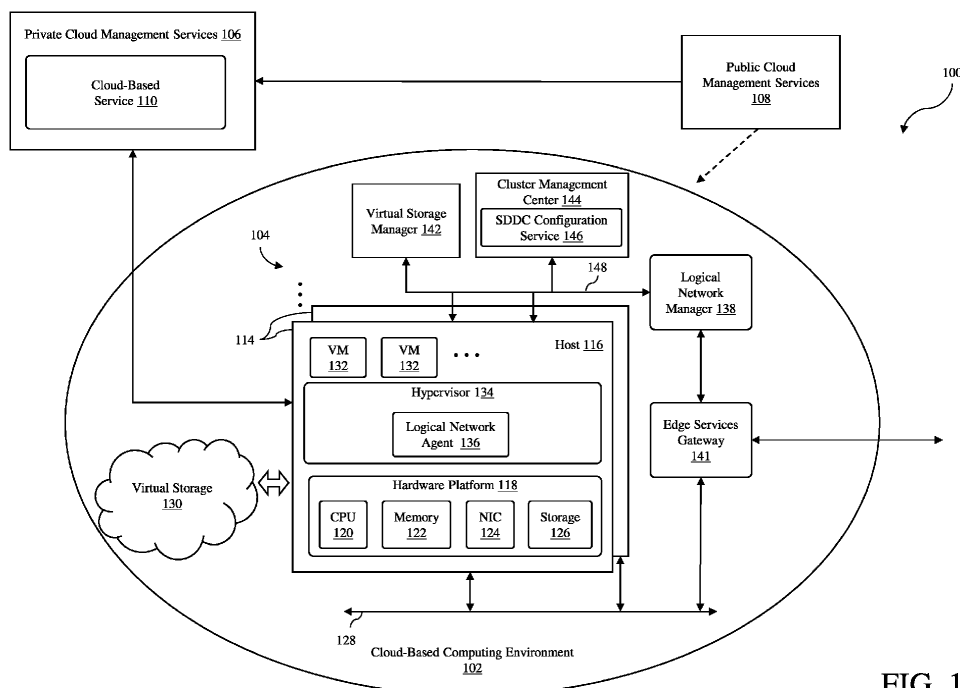 Private Cloud Management Services 106
Cloud-Based
Service 110
Public Cloud
Management Services
108
100
Cluster Management
Center 144
SDDC Configuration
Service 146
Virtual Storage
Manager 142
104
148
Logical
Network
Manager 138
114
Host 116
VM
132
VM
132
Hypervisor 134
Logical Network
Agent 136
Edge Services
Gateway
141
Virtual Storage
130
Hardware Platform 118
CPU
120
Memory
122
NIC
124
Storage
126
128
Cloud-Based Computing Environment
102
FIG. 1